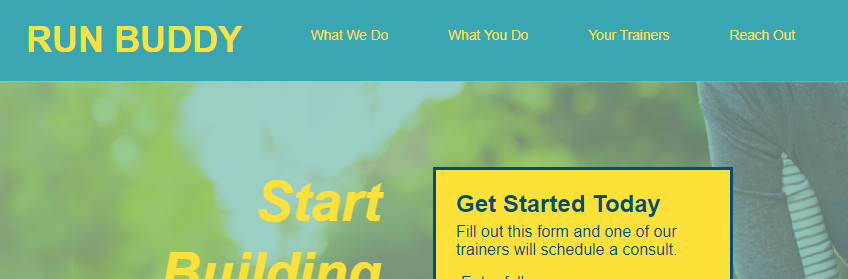 RUN BUDDY
What We Do
What You Do
Your Trainers
Reach Out
Start
Building
Get Started Today
Fill out this form and one of our
trainers will schedule a consult.